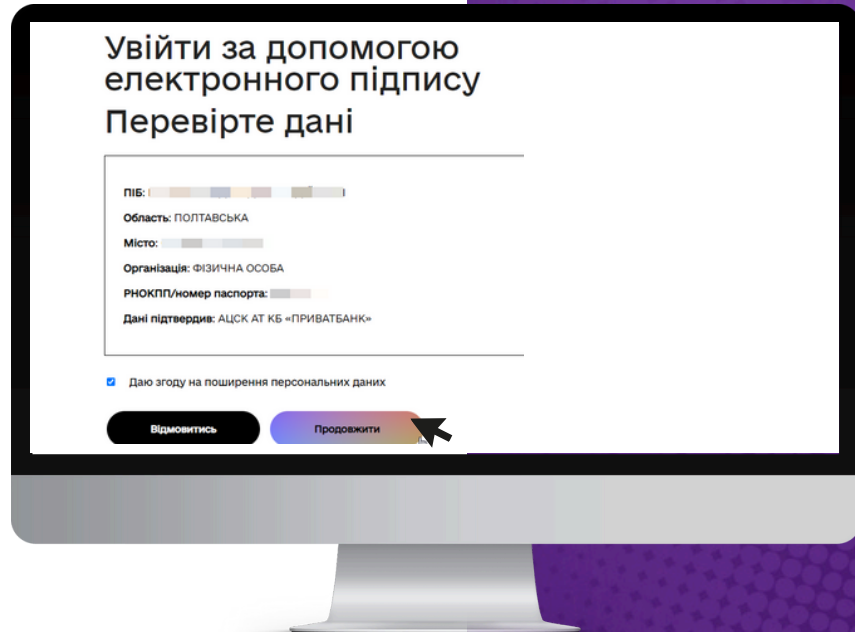 Увійти за допомогою
електронного підпису
Перевірте дані
ПІБ:
Область: ПОЛТАВСЬКА
Місто:
Організація: ФІЗИЧНА ОСОБА
РНОКПП/номер паспорта:
Дані підтвердив: АЦСК АТ КБ «ПРИВАТБАНК»
Даю згоду на поширення персональних даних
Відмовитись
Продовжити